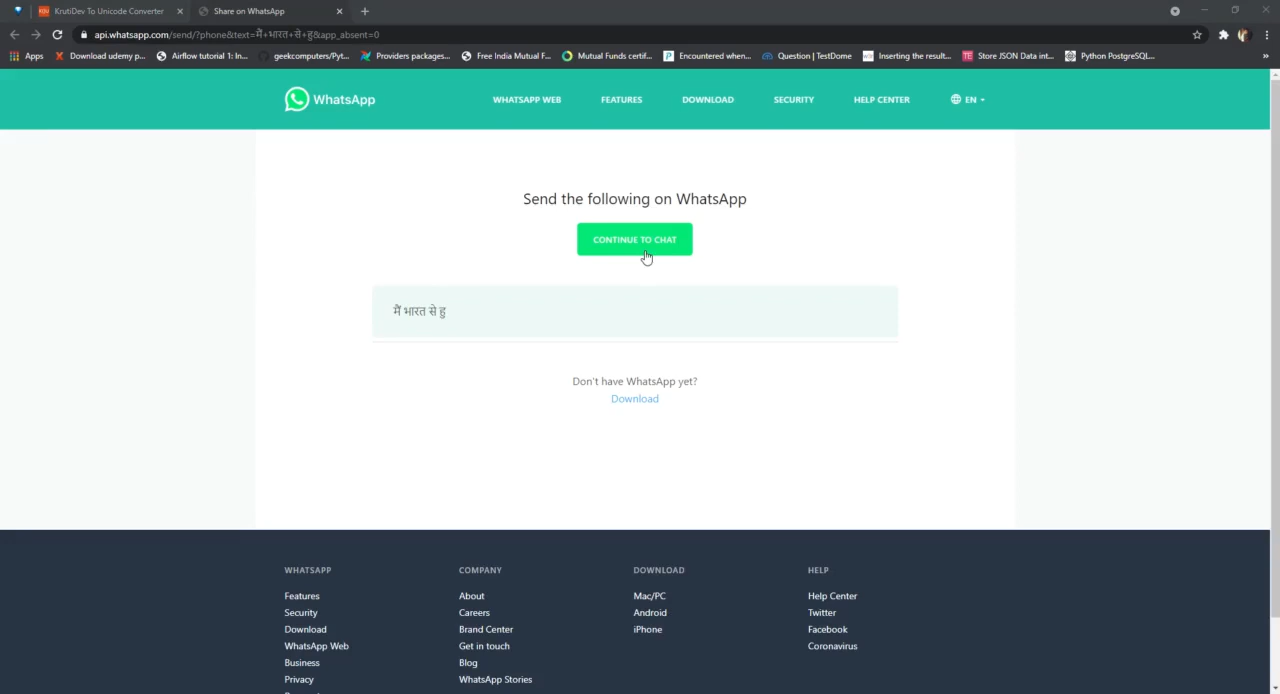 KrutiDev To Unicode Converter
Share on WhatsApp
api.whatsapp.com/send/?phone&text=मैं+भारत+से+हु&app_absent=0
Apps
Download udemy p...
Airflow tutorial 1: In...
geekcomputers/Pyt...
Providers packages...
Free India Mutual F...
Mutual Funds certif...
Encountered when...
Question | TestDome
Inserting the result...
Store JSON Data int...
Python PostgreSQL...
WhatsApp
WHATSAPP WEB
FEATURES
DOWNLOAD
SECURITY
HELP CENTER
EN
Send the following on WhatsApp
CONTINUE TO CHAT
मैं भारत से हु
Don't have WhatsApp yet?
Download
WHATSAPP
Features
Security
Download
WhatsApp Web
Business
Privacy
COMPANY
About
Careers
Brand Center
Get in touch
Blog
WhatsApp Stories
DOWNLOAD
Mac/PC
Android
iPhone
HELP
Help Center
Twitter
Facebook
Coronavirus